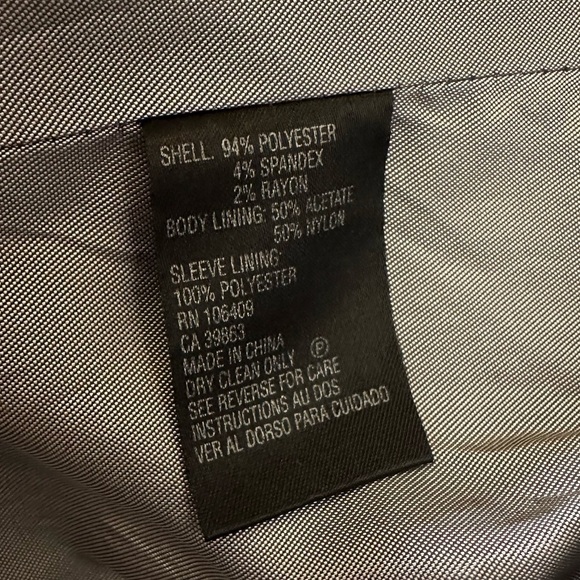 SHELL. 94% POLYESTER
4% SPANDEX
2% RAYON
BODY LINING: 50% ACETATE
50% NYLON
SLEEVE LINING:
100% POLYESTER
RN 106409
CA 39863
MADE IN CHINA
DRY CLEAN ONLY Ⓟ
SEE REVERSE FOR CARE
INSTRUCTIONS AU DOS
VER AL DORSO PARA CUIDADO